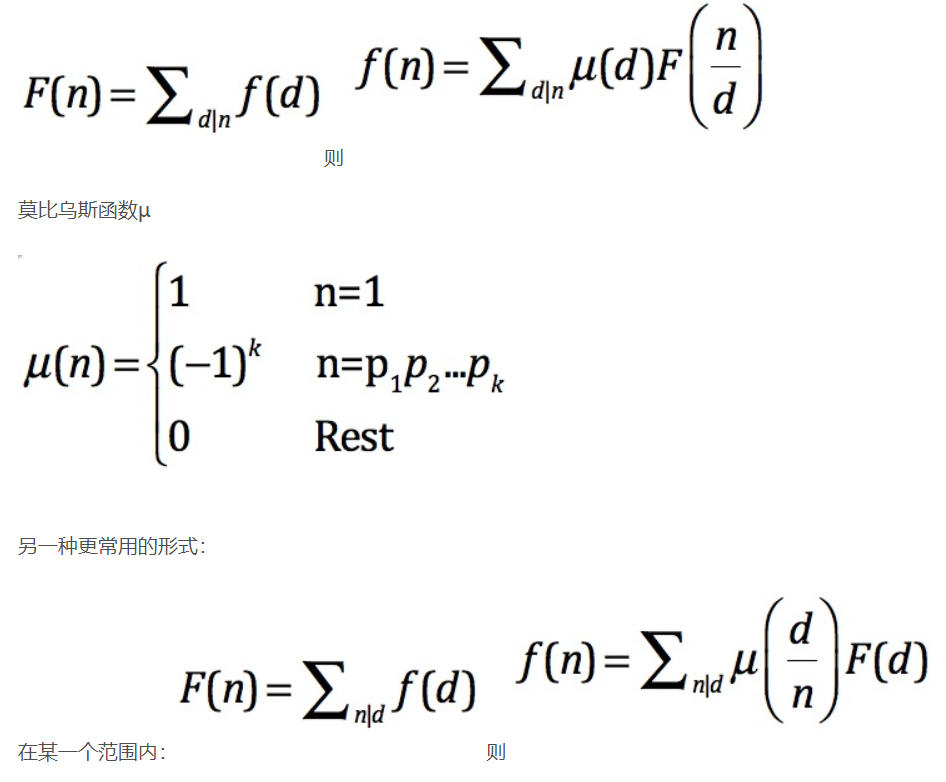 F(n)=∑_{d|n} f(d) f(n)=∑_{d|n} μ(d)F(n/d)
则
莫比乌斯函数μ
μ(n)={
1 n=1
(−1)^k n=p_1p_2…p_k
0 Rest
另一种更常用的形式：
F(n)=∑_{n|d} f(d) f(n)=∑_{n|d} μ(d/n)F(d)
在某一个范围内： 则